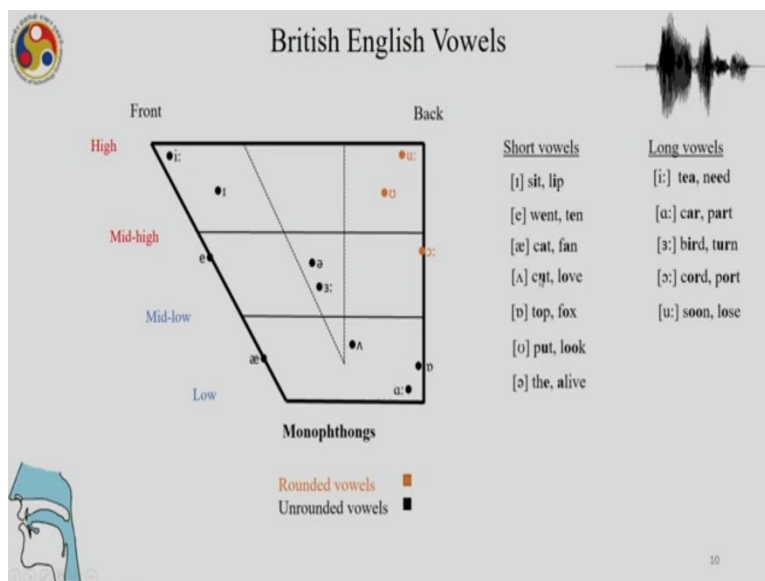 British English Vowels
Front
Back
High
Mid-high
Mid-low
Low
i:
ɪ
e
æ
ə
ɜ:
ʌ
u:
ʊ
ɔ:
ɒ
ɑ:
Monophthongs
Rounded vowels
Unrounded vowels
Short vowels
[ɪ] sit, lip
[e] went, ten
[æ] cat, fan
[ʌ] cut, love
[ɒ] top, fox
[ʊ] put, look
[ə] the, alive
Long vowels
[i:] tea, need
[ɑ:] car, part
[ɜ:] bird, turn
[ɔ:] cord, port
[u:] soon, lose
10